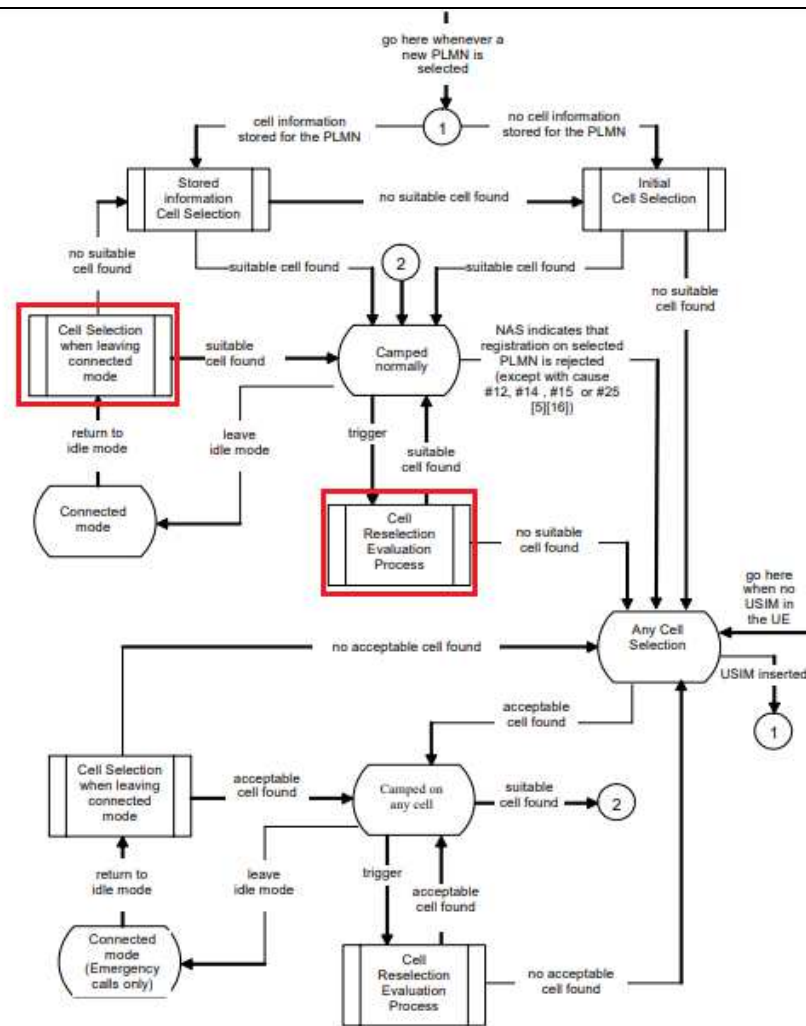 go here whenever a
new PLMN is
selected
cell information
stored for the PLMN
1
no cell information
stored for the PLMN
Stored
information
Cell Selection
no suitable cell found
Initial
Cell Selection
no suitable
cell found
suitable cell found
2
suitable cell found
no suitable
cell found
Cell Selection
when leaving
connected
mode
suitable
cell found
Camped
normally
NAS indicates that
registration on selected
PLMN is rejected
(except with cause
#12, #14 , #15 or #25
[5][16])
return to
idle mode
leave
idle mode
trigger
suitable
cell found
Connected
mode
Cell
Reselection
Evaluation
Process
no suitable
cell found
go here
when no
USIM in
the UE
Any Cell
Selection
no acceptable cell found
USIM inserted
1
acceptable
cell found
Cell Selection
when leaving
connected
mode
acceptable
cell found
Camped on
any cell
suitable
cell found
2
return to
idle mode
leave
idle mode
trigger
acceptable
cell found
Connected
mode
(Emergency
calls only)
Cell
Reselection
Evaluation
Process
no acceptable
cell found